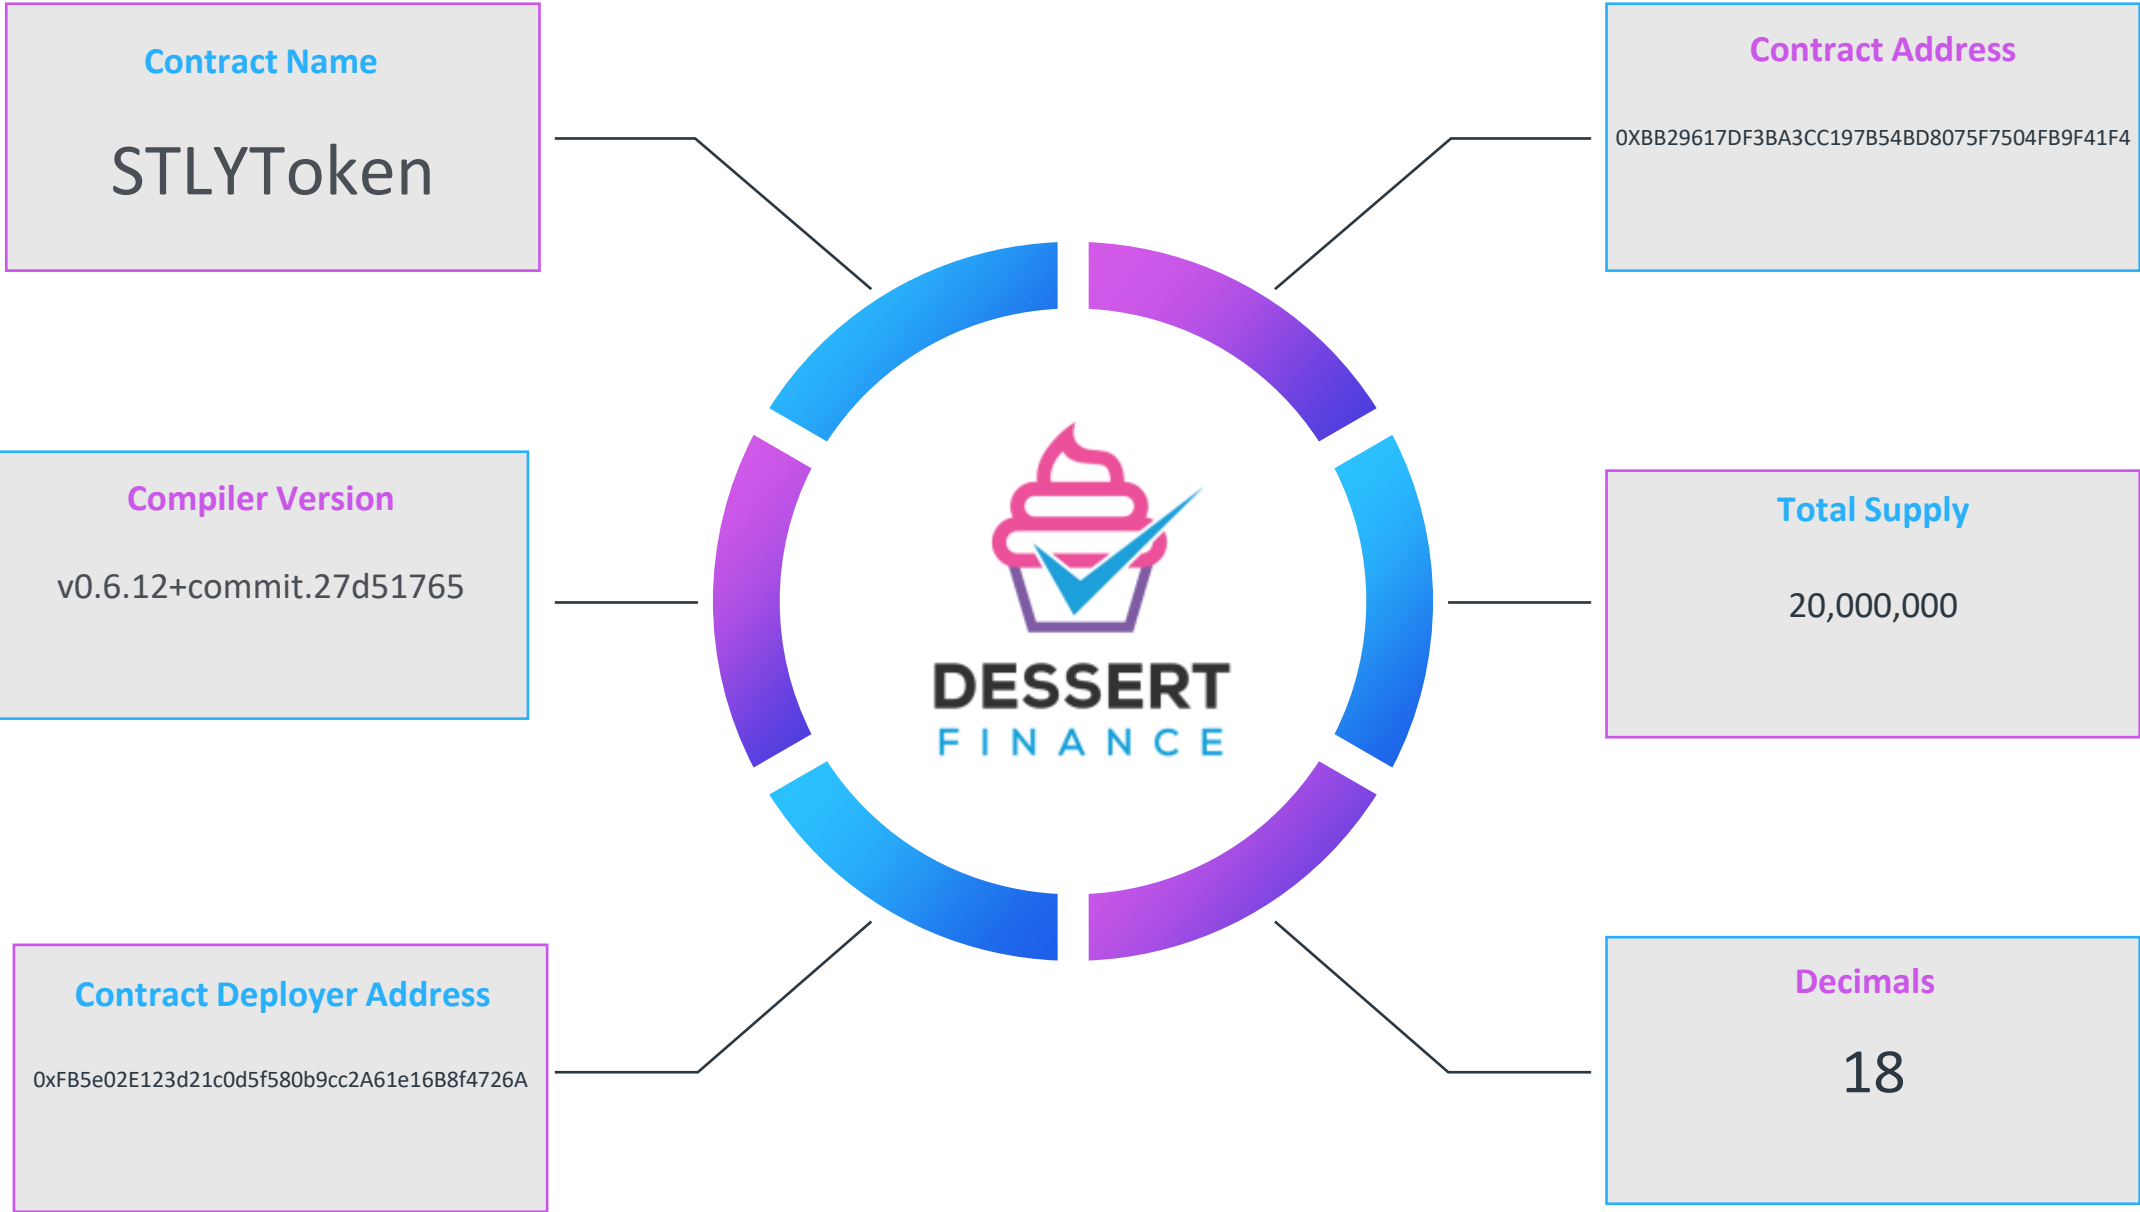 Contract Name
STLYToken
Contract Address
0XBB29617DF3BA3CC197B54BD8075F7504FB9F41F4
Compiler Version
v0.6.12+commit.27d51765
Total Supply
20,000,000
DESSERT
FINANCE
Contract Deployer Address
0xFB5e02E123d21c0d5f580b9cc2A61e16B8f4726A
Decimals
18